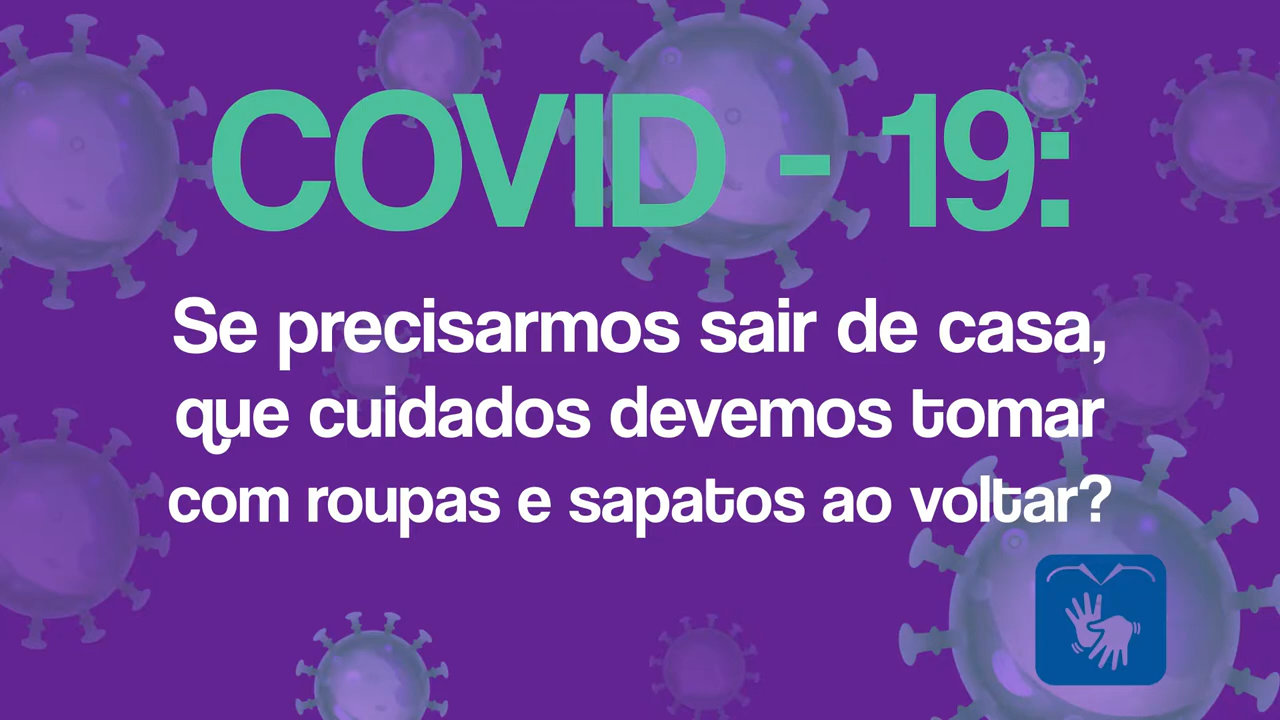 COVID - 19:
Se precisarmos sair de casa,
que cuidados devemos tomar
com roupas e sapatos ao voltar?